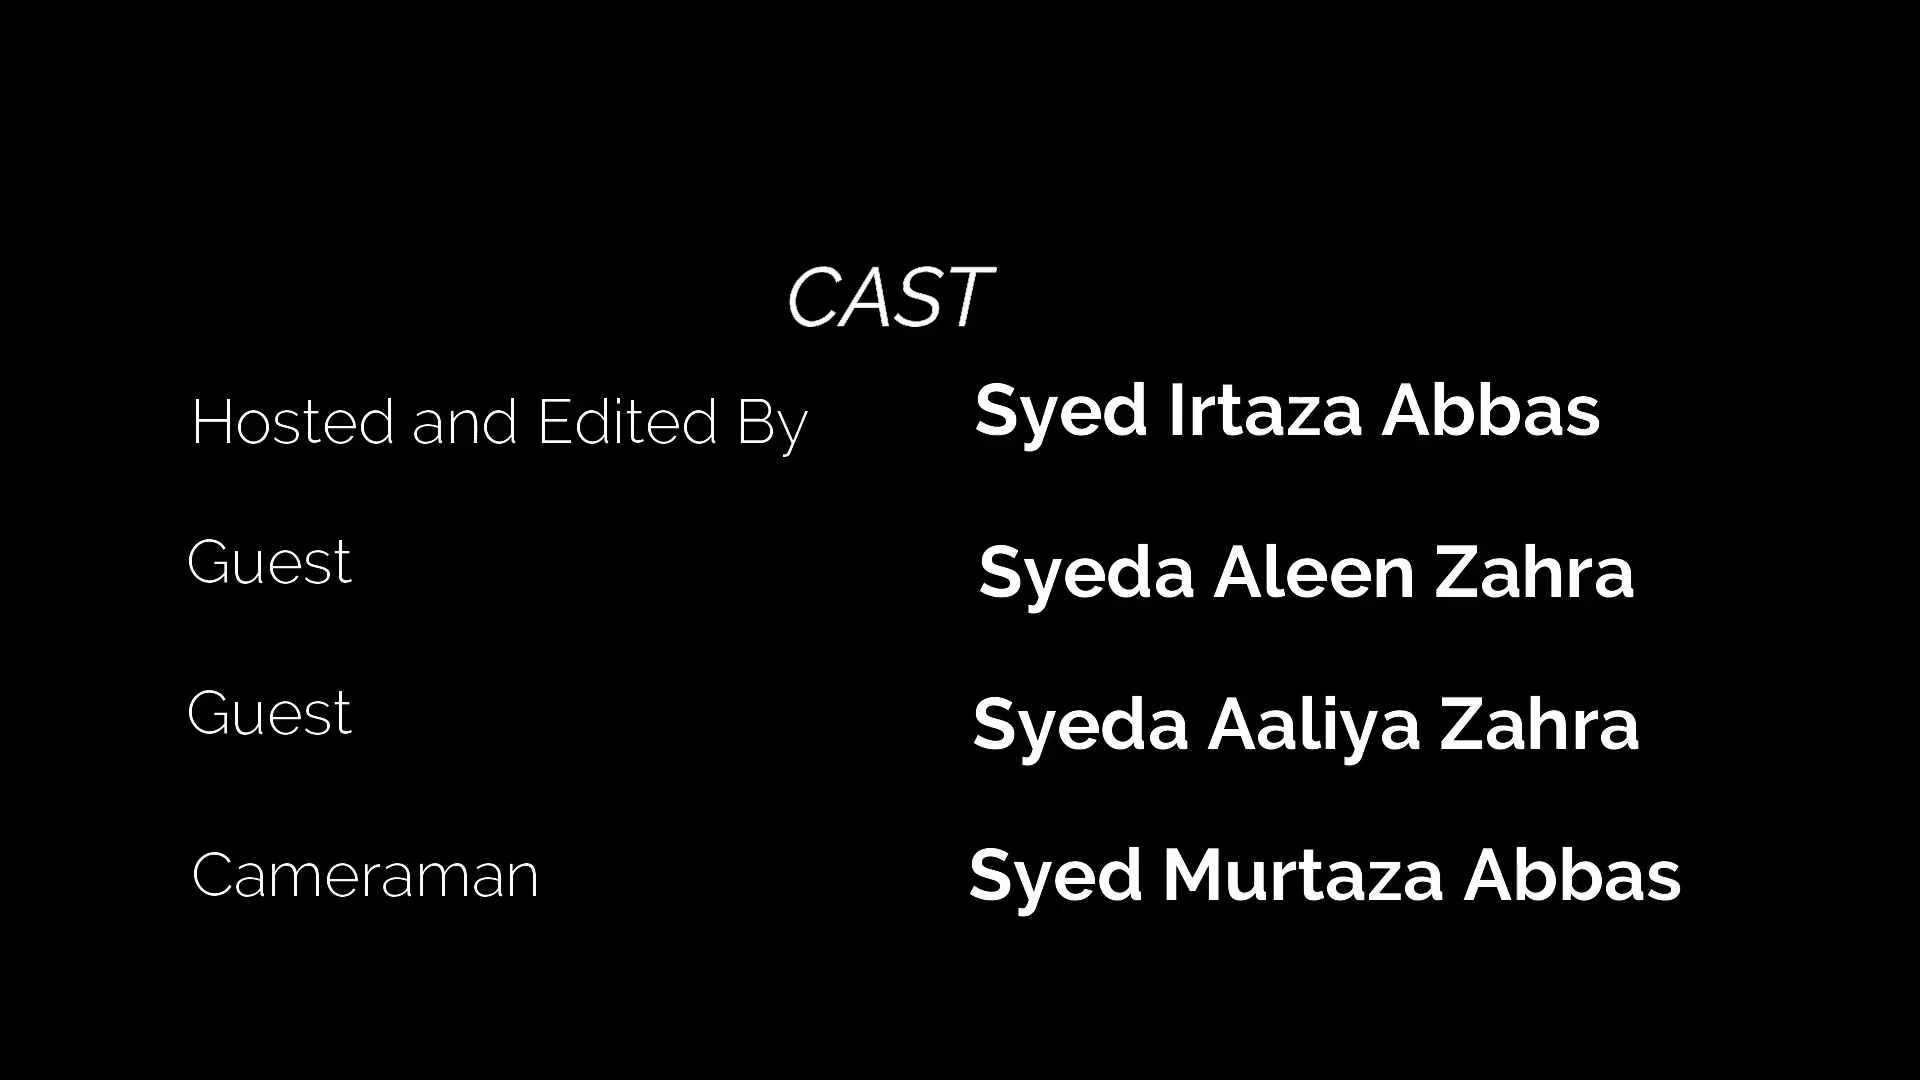 CAST
Hosted and Edited By Syed Irtaza Abbas
Guest Syeda Aleen Zahra
Guest Syeda Aaliya Zahra
Cameraman Syed Murtaza Abbas